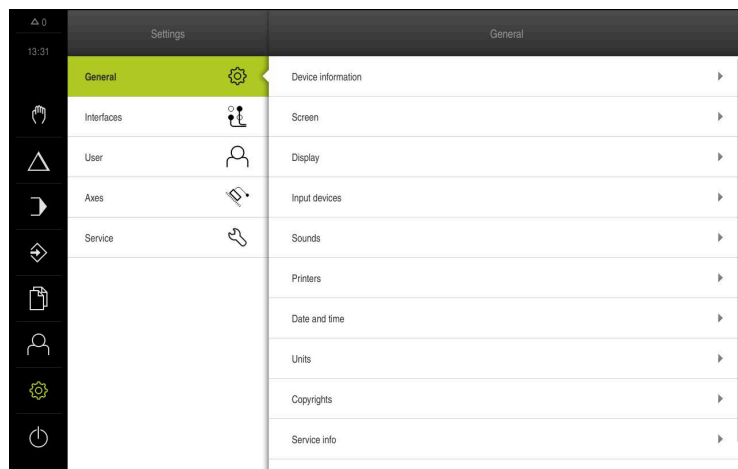 0
13:31
Settings
General
General
Interfaces
User
Axes
Service
Device information
Screen
Display
Input devices
Sounds
Printers
Date and time
Units
Copyrights
Service info